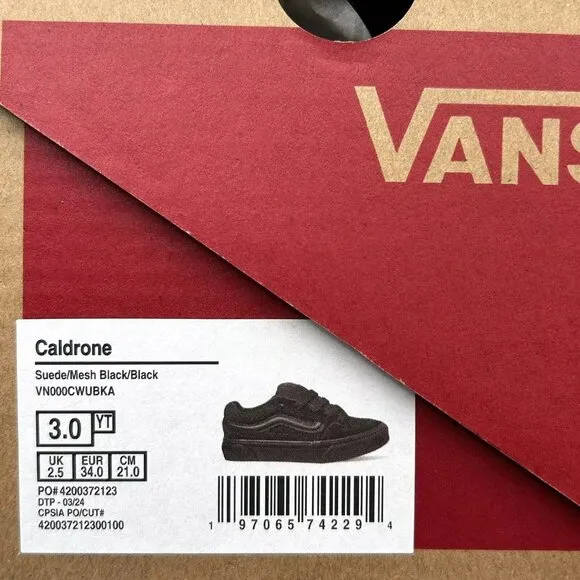 VANS
Caldrone
Suede/Mesh Black/Black
VN000CWUBKA
3.0 YT
UK EUR CM
2.5 34.0 21.0
PO# 4200372123
DTP - 03/24
CPSIA PO/CUT#
420037212300100
1 97065 74229 4